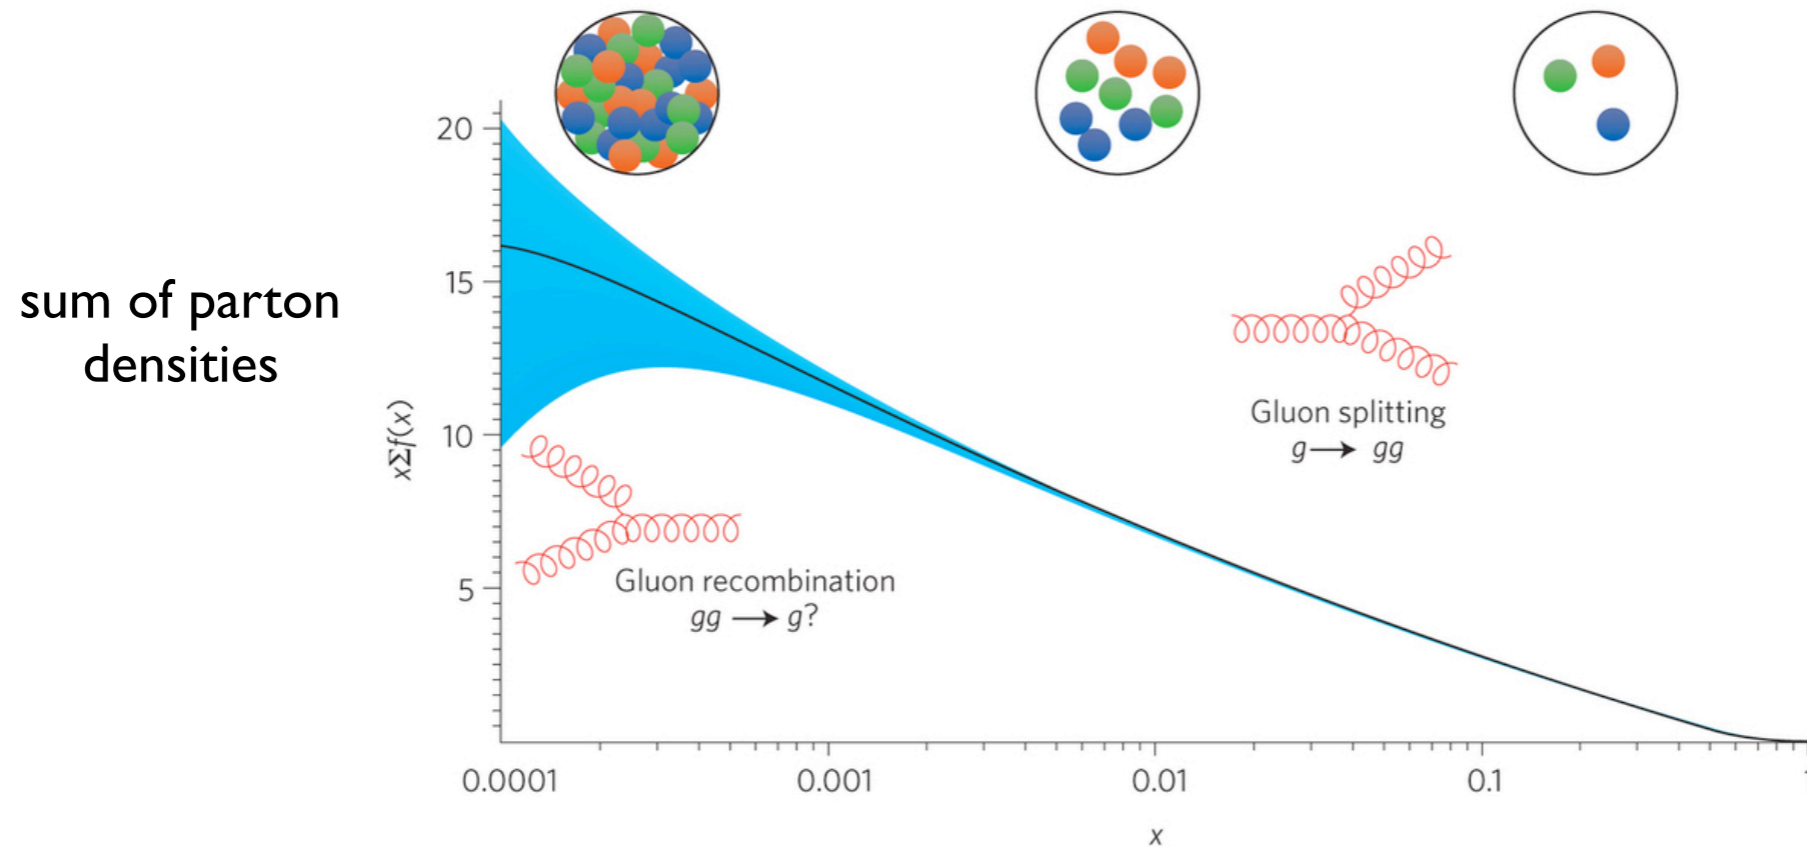 sum of parton
densities
xΣf(x)
20
15
10
5
Gluon splitting
g → gg
Gluon recombination
gg → g?
0.0001
0.001
0.01
0.1
x